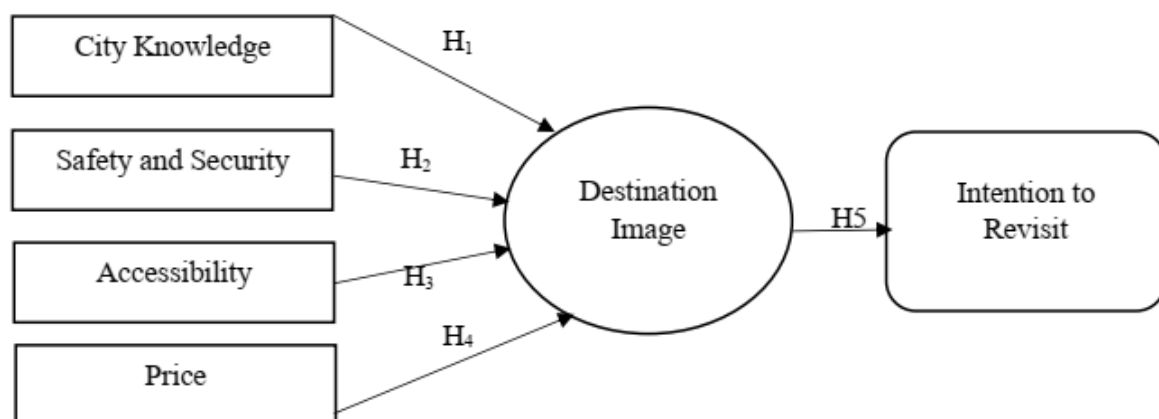 City Knowledge
H₁
Safety and Security
H₂
Destination
Image
H5
Intention to
Revisit
Accessibility
H₃
Price
H₄